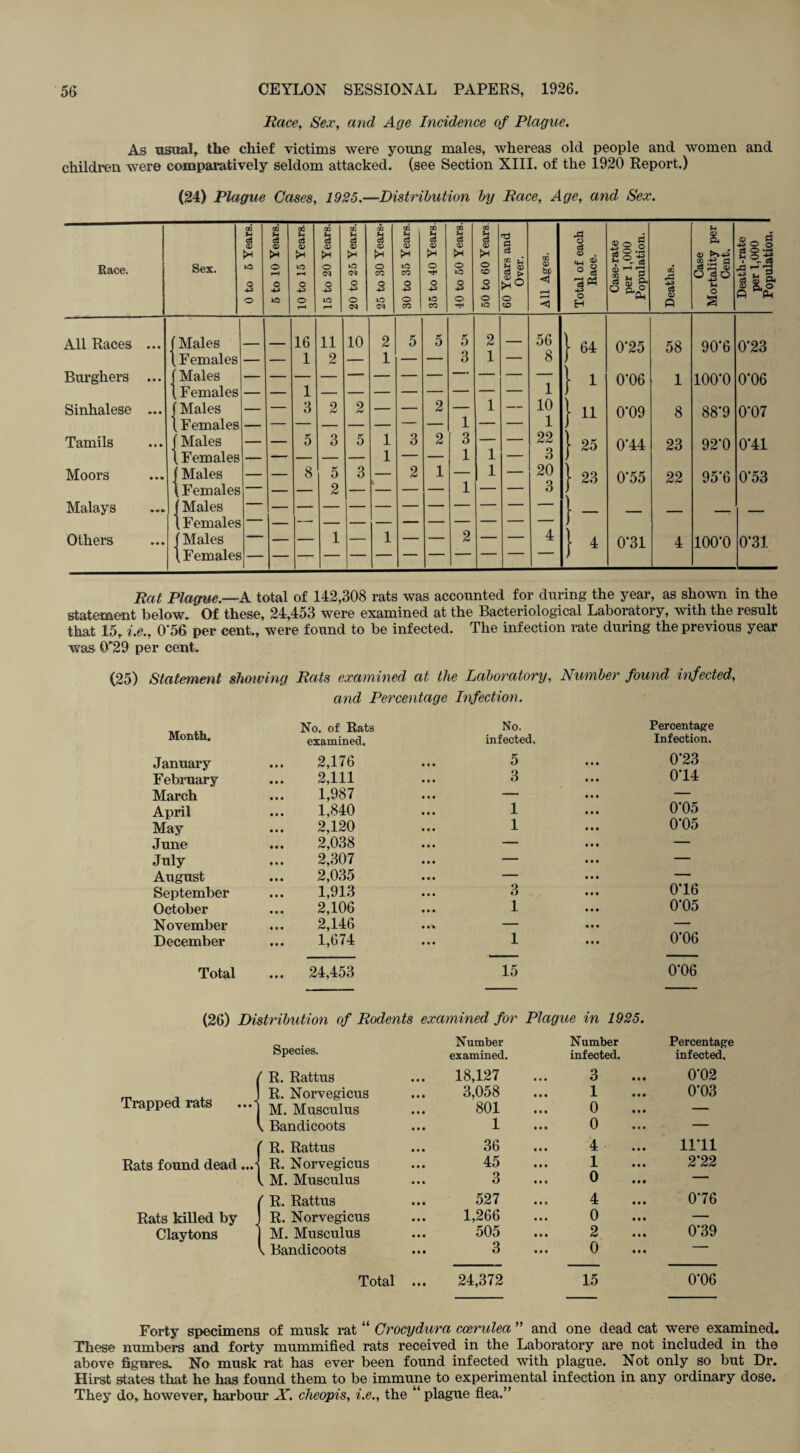 56
CEYLON SESSIONAL PAPERS, 1926.
Race, Sex, and Age Incidence of Plague.
As usual, the chief victims were young males, whereas old people and women and
children were comparatively seldom attacked. (see Section XIII. of the 1920 Report.)
(24) Plague Cases, 1925.—Distribution by Race, Age, and Sex.
Race. Sex. 0 to 5 Years. 5 to 10 Years. 10 to 15 Years. 15 to 20 Years. 20 to 25 Years. 25 to 30 Years. 30 to 35 Years. 35 to 40 Years. 40 to 50 Years. 50 to 60 Years. 60 Years and Over. All Ages. Total of each Race. Case-rate per 1,000 Population. Deaths. Case Mortality per Cent. Death-rate per 1,000 Population.
All Races ... { Males — — 16 11 10 2 5 5 5 2 — 56 } 64 0·25 58 90·6 0·23
{ Females — — 1 2 — 1 — — 3 1 — 8
Burghers ... { Males — — — — — — — — — — — — } 1 0·06 1 100·0 0·06
{ Females — — 1 — — — — — — — — 1
Sinhalese ... { Males — — 3 2 2 — — 2 — 1 — 10 } 11 0·09 8 88·9 0·07
{ Females — — — — — — — — 1 — — 1
Tamils ... { Males — — 5 3 5 1 3 2 3 — — 22 } 25 0·44 23 92·0 0·41
{ Females — — — — — 1 — — 1 1 — 3
Moors ... { Males — — 8 5 3 — 2 1 — 1 — 20 } 23 0·55 22 95·6 0·53
{ Females — — — 2 — — — — 1 — — 3
Malays ... { Males — — — — — — — — — — — — } — — — — —
{ Females — — — — — — — — — — — —
Others ... { Males — — — 1 — 1 — — 2 — — 4 } 4 0·31 4 100·0 0·31
{ Females — — — — — — — — — — — —
Rat Plague.—A total of 142,308 rats was accounted for during the year, as shown in the
statement below. Of these, 24,453 were examined at the Bacteriological Laboratory, with the result
that 15, i.e., 0·56 per cent., were found to be infected. The infection rate during the previous year
was 0·29 per cent.
(25) Statement showing Rats examined at the Laboratory, Number found infected,
and Percentage Infection.
Month. No. of Rats examined. No. infected. Percentage Infection.
January ... 2,176 ... 5 ... 0·23
February ... 2,111 ... 3 ... 0·14
March ... 1,987 ... — ... —
April ... 1,840 ... 1 ... 0·05
May ... 2,120 ... 1 ... 0·05
June ... 2,038 ... — ... —
July ... 2,307 ... — ... —
August ... 2,035 ... — ... —
September ... 1,913 ... 3 ... 0·16
October ... 2,106 ... 1 ... 0·05
November ... 2,146 ... — ... —
December ... 1,674 ... 1 ... 0·06
Total ... 24,453 15 0·06
(26) Distribution of Rodents examined for Plague in 1925.
Species. Number examined. Number infected. Percentage infected.
Trapped rats ... { R. Rattus ... 18,127 ... 3 ... 0·02
R. Norvegicus ... 3,058 ... 1 ... 0·03
M. Musculus ... 801 ... 0 ... —
Bandicoots ... 1 ... 0 ... —
Rats found dead ... { R. Rattus ... 36 ... 4 ... 11·11
R. Norvegicus ... 45 ... 1 ... 2·22
M. Musculus ... 3 ... 0 ... —
Rats killed by Claytons { R. Rattus ... 527 ... 4 ... 0·76
R. Norvegicus ... 1,266 ... 0 ... —
M. Musculus ... 505 ... 2 ... 0·39
Bandicoots ... 3 ... 0 ... —
Total ... 24,372 15 0·06
Forty specimens of musk rat “Crocydura cœrulea” and one dead cat were examined.
These numbers and forty mummified rats received in the Laboratory are not included in the
above figures. No musk rat has ever been found infected with plague. Not only so but Dr.
Hirst states that he has found them to be immune to experimental infection in any ordinary dose.
They do, however, harbour X. cheopis, i.e., the “plague flea.”